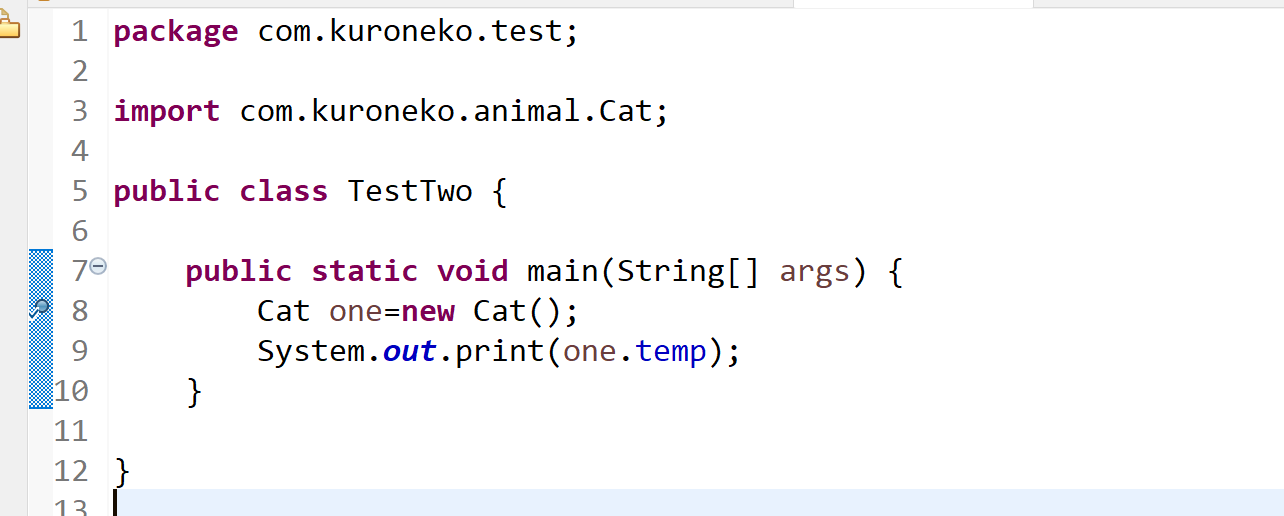 1 package com.kuroneko.test;
2
3 import com.kuroneko.animal.Cat;
4
5 public class TestTwo {
6
7 public static void main(String[] args) {
8 Cat one=new Cat();
9 System.out.print(one.temp);
10 }
11
12 }
13